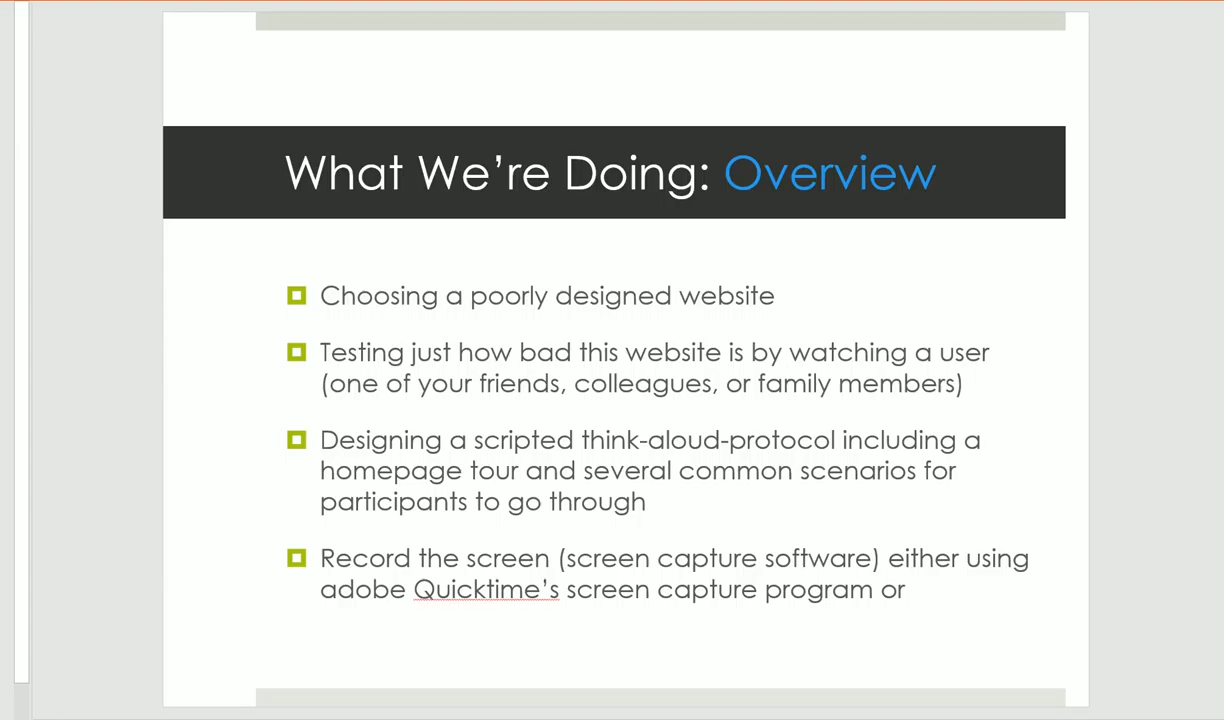 What We’re Doing: Overview
Choosing a poorly designed website
Testing just how bad this website is by watching a user
(one of your friends, colleagues, or family members)
Designing a scripted think-aloud-protocol including a
homepage tour and several common scenarios for
participants to go through
Record the screen (screen capture software) either using
adobe Quicktime’s screen capture program or